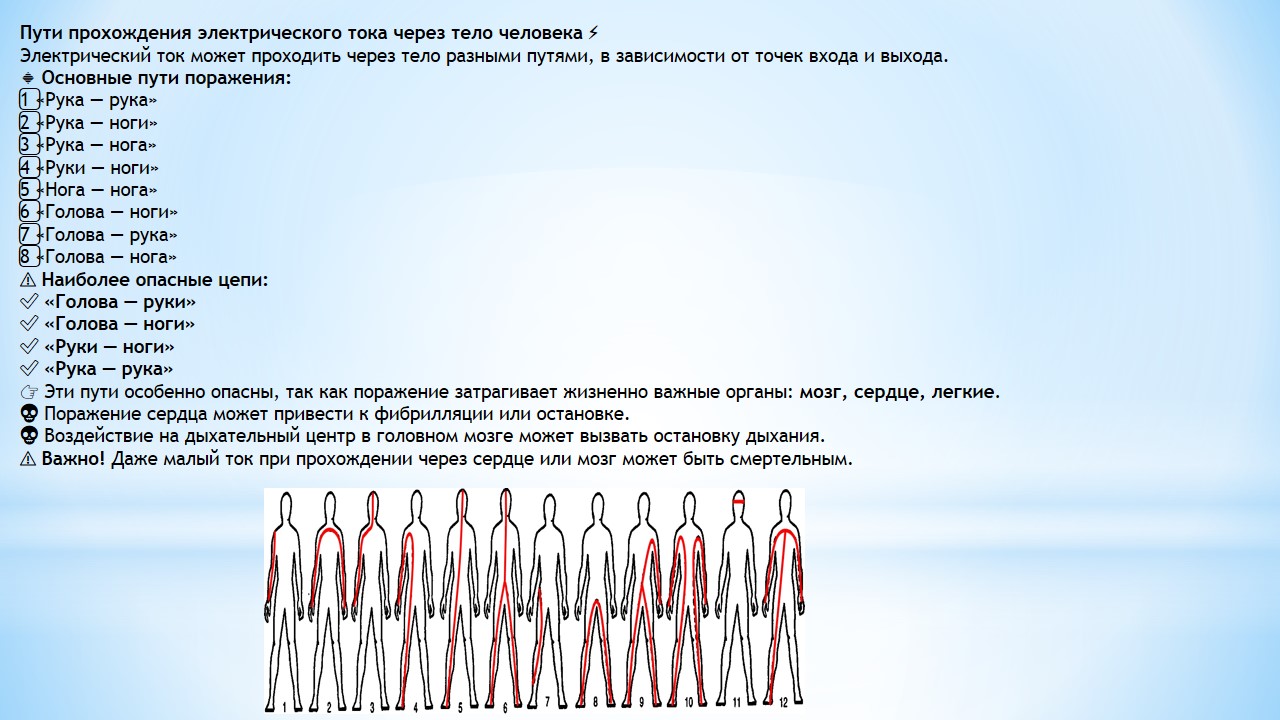 Пути прохождения электрического тока через тело человека ⚡
Электрический ток может проходить через тело разными путями, в зависимости от точек входа и выхода.
🔹 Основные пути поражения:
1 «Рука — рука»
2 «Рука — ноги»
3 «Рука — нога»
4 «Руки — ноги»
5 «Нога — нога»
6 «Голова — ноги»
7 «Голова — рука»
8 «Голова — нога»
⚠ Наиболее опасные цепи:
✅ «Голова — руки»
✅ «Голова — ноги»
✅ «Руки — ноги»
✅ «Рука — рука»
👉 Эти пути особенно опасны, так как поражение затрагивает жизненно важные органы: мозг, сердце, легкие.
💀 Поражение сердца может привести к фибрилляции или остановке.
💀 Воздействие на дыхательный центр в головном мозге может вызвать остановку дыхания.
⚠ Важно! Даже малый ток при прохождении через сердце или мозг может быть смертельным.
1 2 3 4 5 6 7 8 9 10 11 12